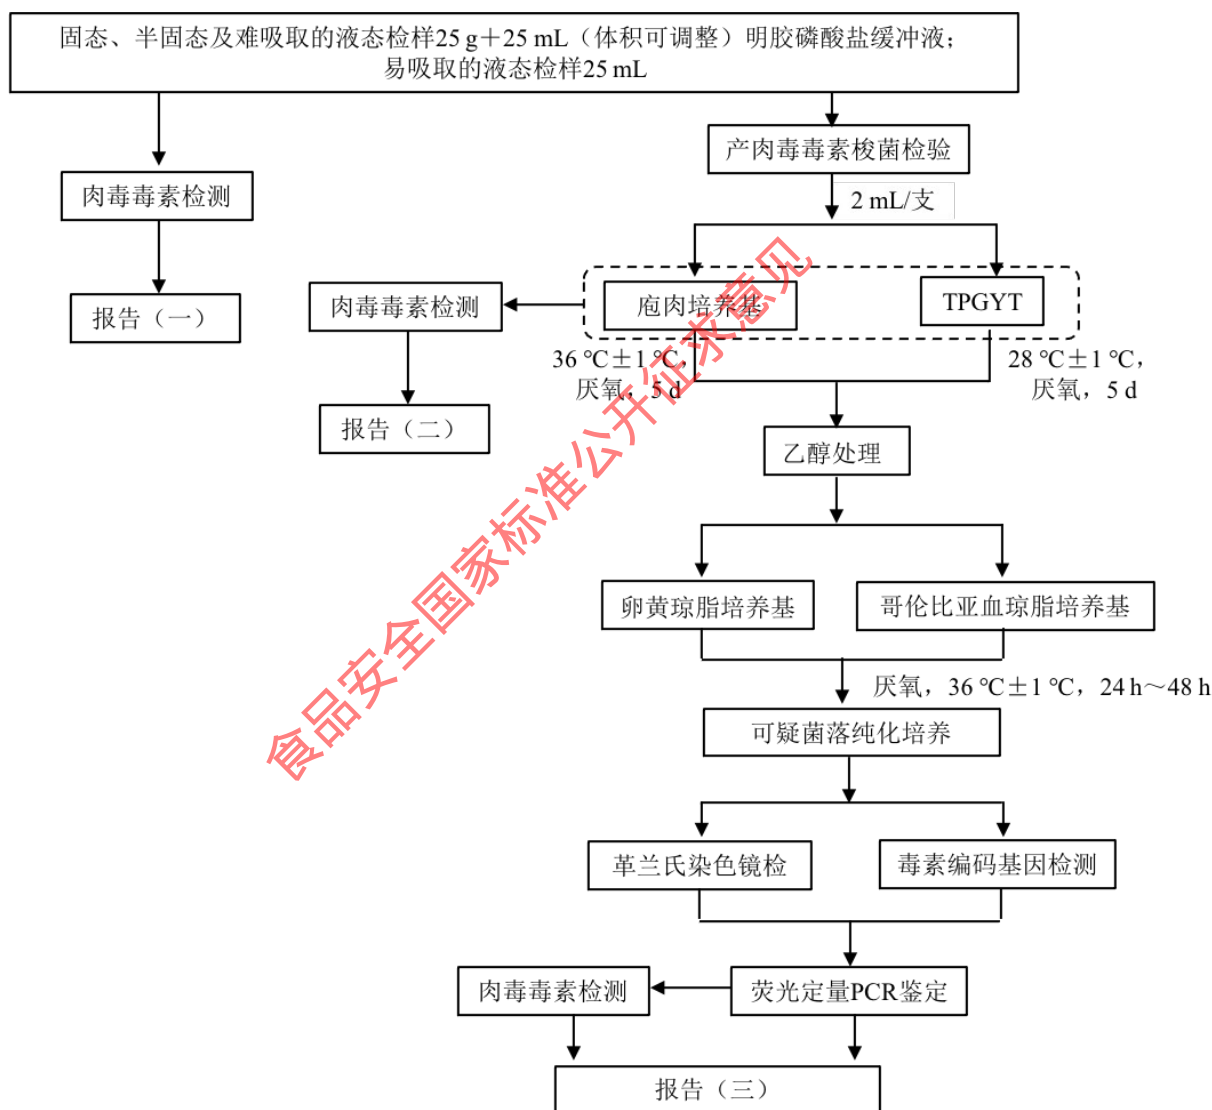 固态、半固态及难吸取的液态检样25 g＋25 mL（体积可调整）明胶磷酸盐缓冲液；
易吸取的液态检样25 mL
产肉毒毒素梭菌检验
肉毒毒素检测
2 mL/支
报告（一）
肉毒毒素检测
庖肉培养基
TPGYT
36 ℃±1 ℃，
厌氧，5 d
28 ℃±1 ℃，
厌氧，5 d
报告（二）
乙醇处理
卵黄琼脂培养基
哥伦比亚血琼脂培养基
厌氧，36 ℃±1 ℃，24 h～48 h
可疑菌落纯化培养
革兰氏染色镜检
毒素编码基因检测
肉毒毒素检测
荧光定量PCR鉴定
报告（三）
食品安全国家标准公开征求意见